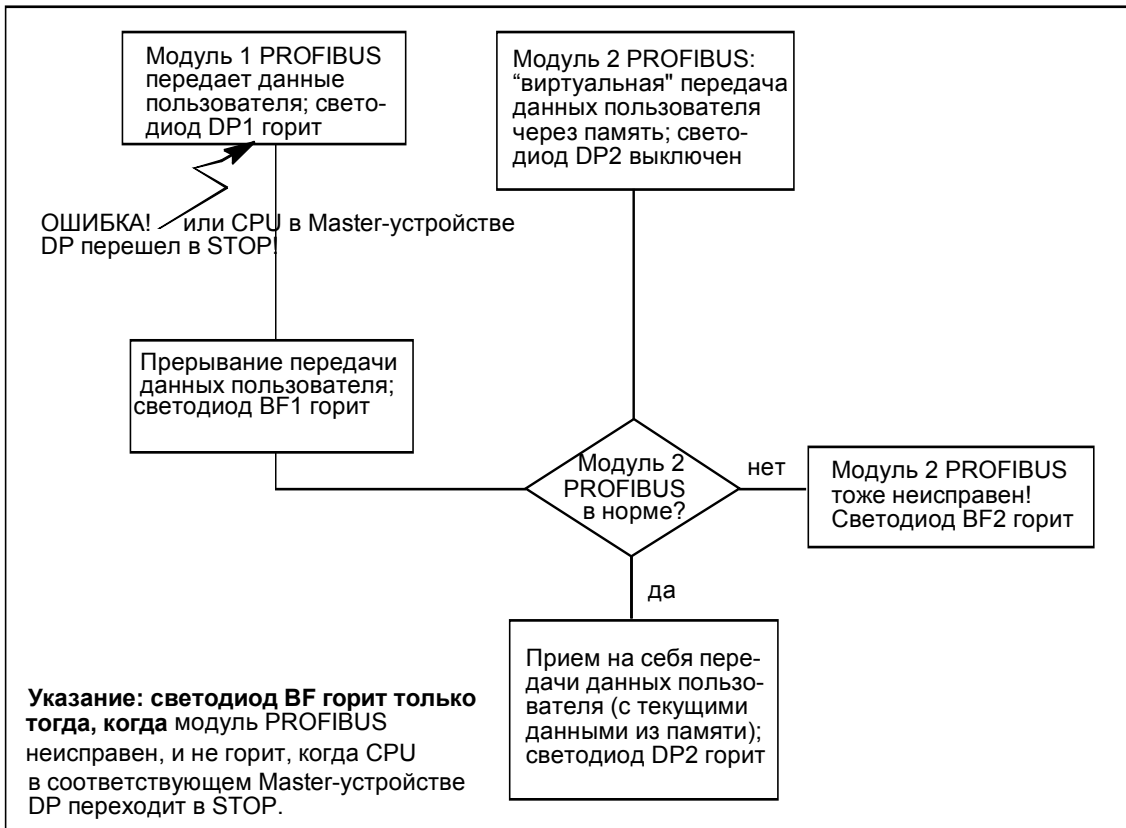 Модуль 1 PROFIBUS
передает данные
пользователя; свето-
диод DP1 горит
Модуль 2 PROFIBUS:
“виртуальная" передача
данных пользователя
через память; свето-
диод DP2 выключен
ОШИБКА! или CPU в Master-устройстве
DP перешел в STOP!
Прерывание передачи
данных пользователя;
светодиод BF1 горит
Модуль 2
PROFIBUS
в норме?
нет
Модуль 2 PROFIBUS
тоже неисправен!
Светодиод BF2 горит
да
Прием на себя пере-
дачи данных пользо-
вателя (с текущими
данными из памяти);
светодиод DP2 горит
Указание: светодиод BF горит только
тогда, когда модуль PROFIBUS
неисправен, и не горит, когда CPU
в соответствующем Master-устройстве
DP переходит в STOP.